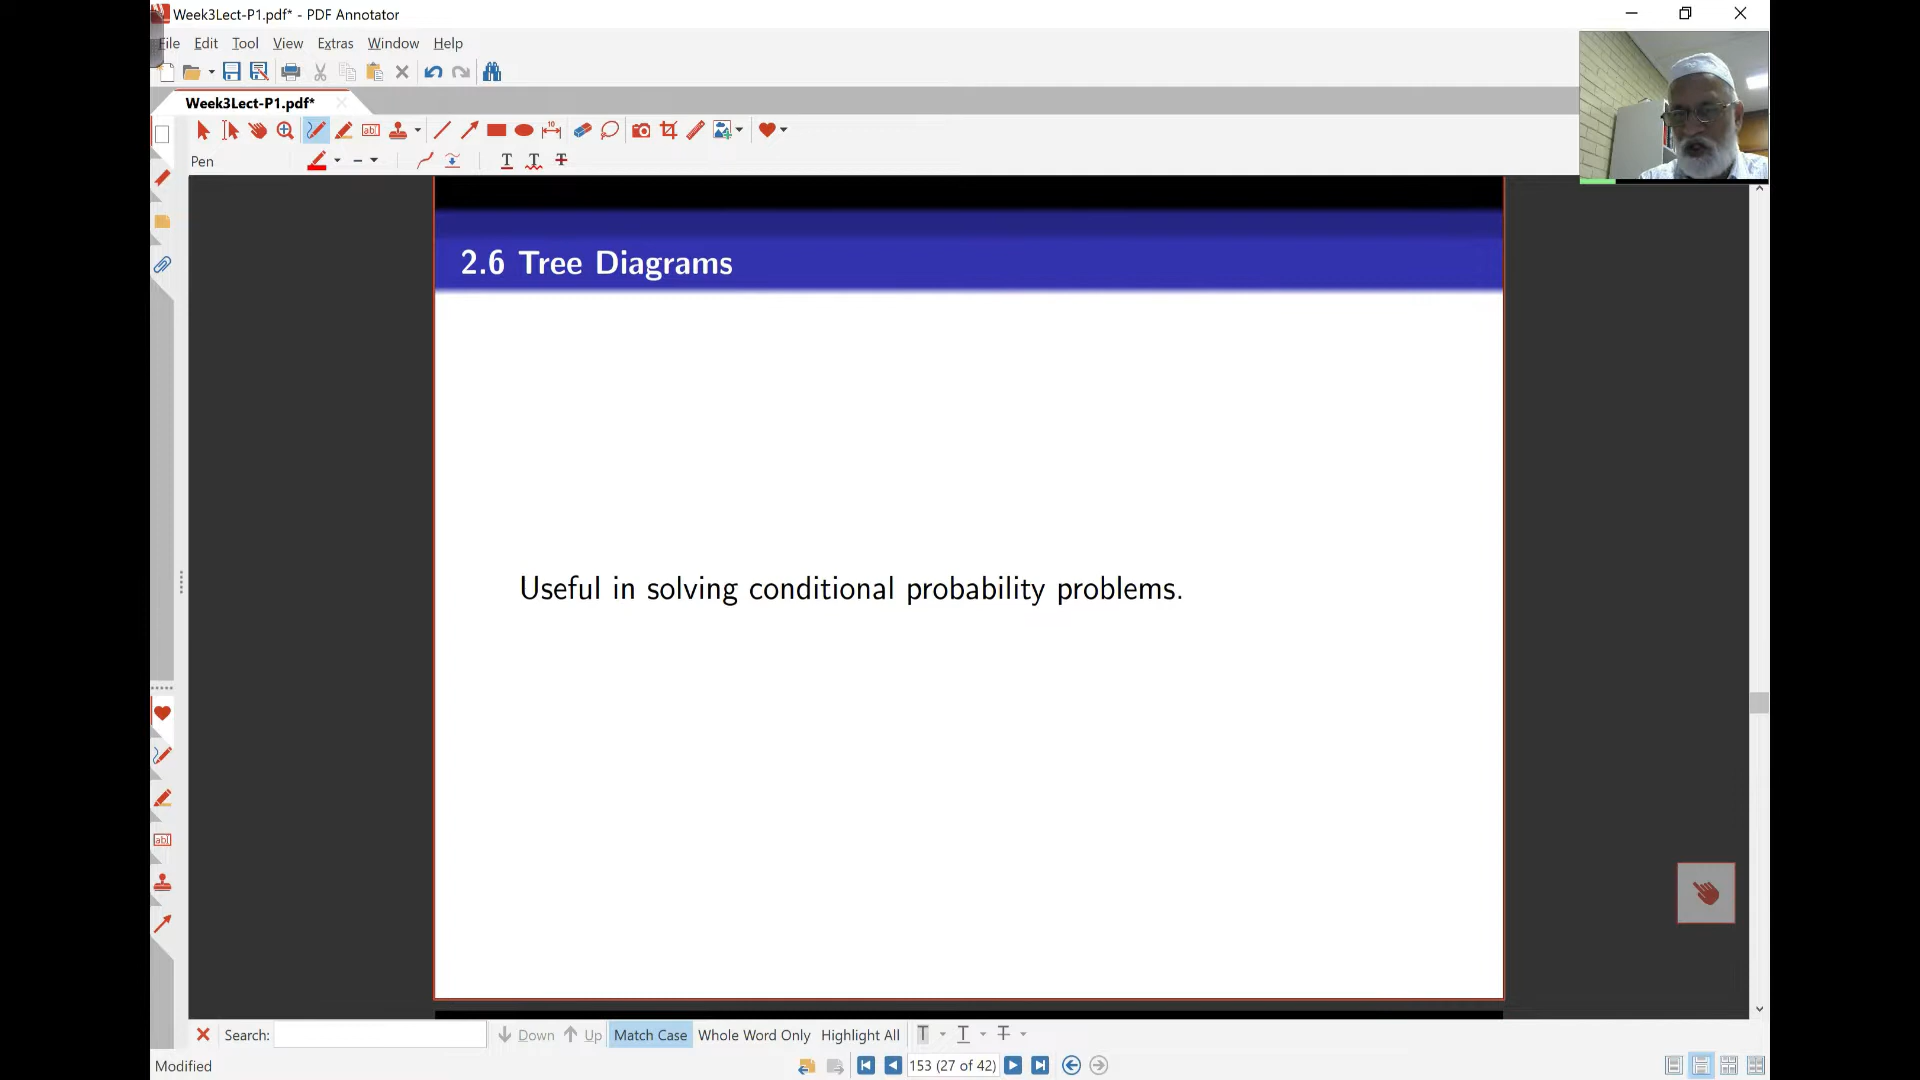 Week3Lect-P1.pdf* - PDF Annotator
File Edit Tool View Extras Window Help
Week3Lect-P1.pdf*
Pen
2.6 Tree Diagrams
Useful in solving conditional probability problems.
Search: Down Up Match Case Whole Word Only Highlight All
Modified
153 (27 of 42)